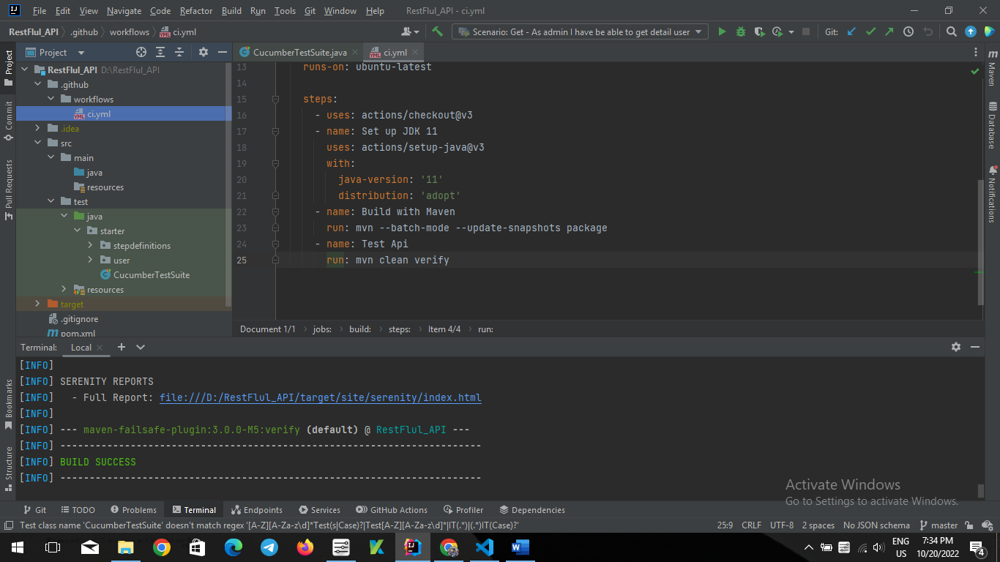 File Edit View Navigate Code Refactor Build Run Tools Git Window Help RestFlul_API - ci.yml
RestFlul_API .github workflows ci.yml Scenario: Get - As admin I have be able to get detail user Git:
Project CucumberTestSuite.java ci.yml
RestFlul_API D:\RestFlul_API
.github
workflows
ci.yml
.idea
src
main
java
resources
test
java
starter
stepdefinitions
user
CucumberTestSuite
resources
target
.gitignore
pom.xml
Project
Commit
Pull Requests
Bookmarks
Structure
13 runs-on: ubuntu-latest
14
15 steps:
16 - uses: actions/checkout@v3
17 - name: Set up JDK 11
18 uses: actions/setup-java@v3
19 with:
20 java-version: '11'
21 distribution: 'adopt'
22 - name: Build with Maven
23 run: mvn --batch-mode --update-snapshots package
24 - name: Test Api
25 run: mvn clean verify
Document 1/1 jobs: build: steps: Item 4/4 run:
Maven
Database
Notifications
Terminal: Local
[INFO]
[INFO] SERENITY REPORTS
[INFO] - Full Report: file:///D:/RestFlul_API/target/site/serenity/index.html
[INFO]
[INFO] --- maven-failsafe-plugin:3.0.0-M5:verify (default) @ RestFlul_API ---
[INFO] ------------------------------------------------------------------------
[INFO] BUILD SUCCESS
[INFO] ------------------------------------------------------------------------
Activate Windows
Go to Settings to activate Windows.
Git TODO Problems Terminal Endpoints Services GitHub Actions Profiler Dependencies
Test class name 'CucumberTestSuite' doesn't match regex '[A-Z][A-Za-z\d]*Test(s|Case)?|Test[A-Z][A-Za-z\d]*|IT(.*)|(.*)IT(Case)?' 25:9 CRLF UTF-8 2 spaces No JSON schema master
ENG 7:34 PM
US 10/20/2022 4